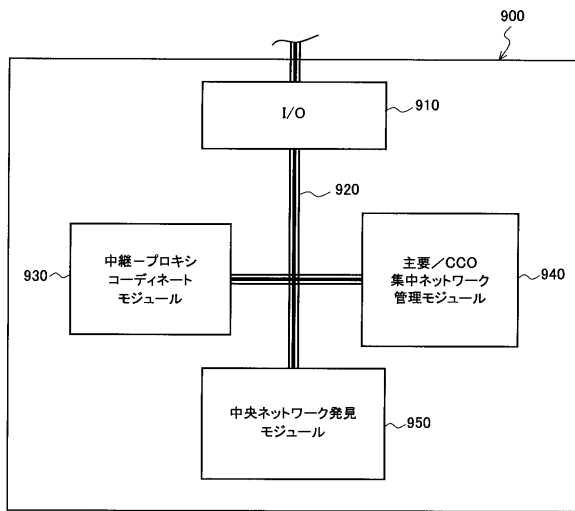 900
I/O
910
920
930
中継－プロキシ
コーディネート
モジュール
主要／CCO
集中ネットワーク
管理モジュール
940
中央ネットワーク発見
モジュール
950